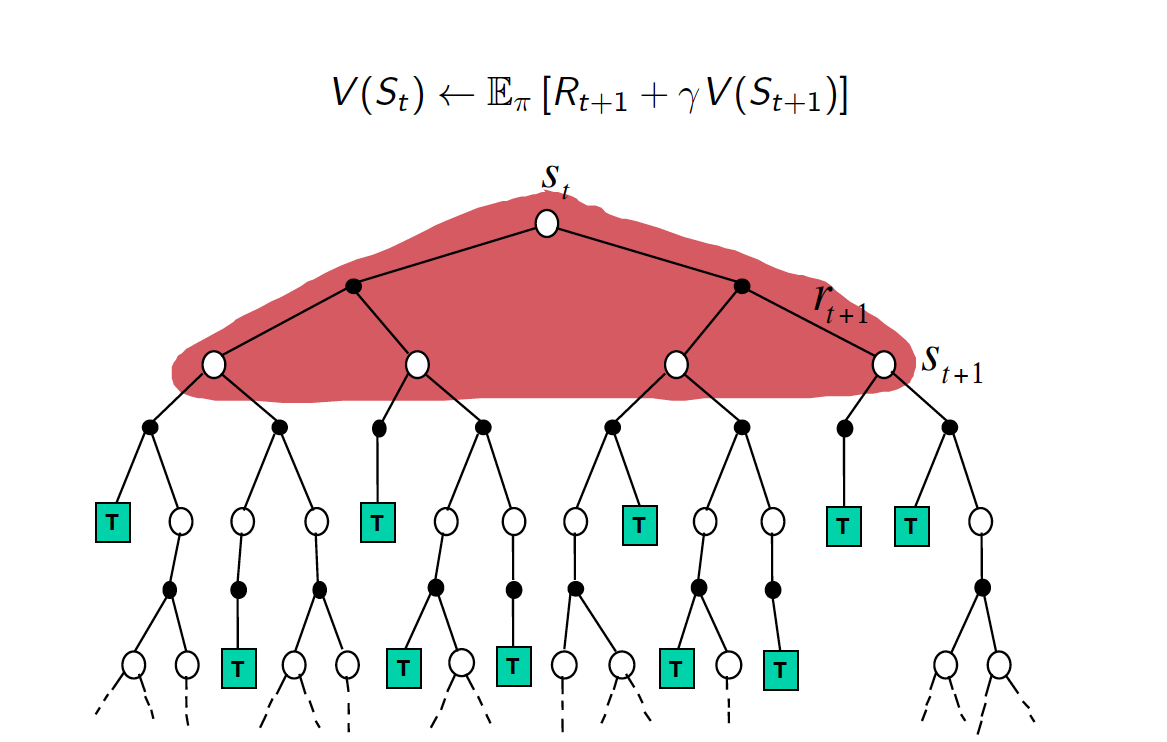 V(S_t) ← 𝔼_π [R_{t+1} + γV(S_{t+1})]
s_t
r_{t+1}
s_{t+1}
T T T T T
T T T T T